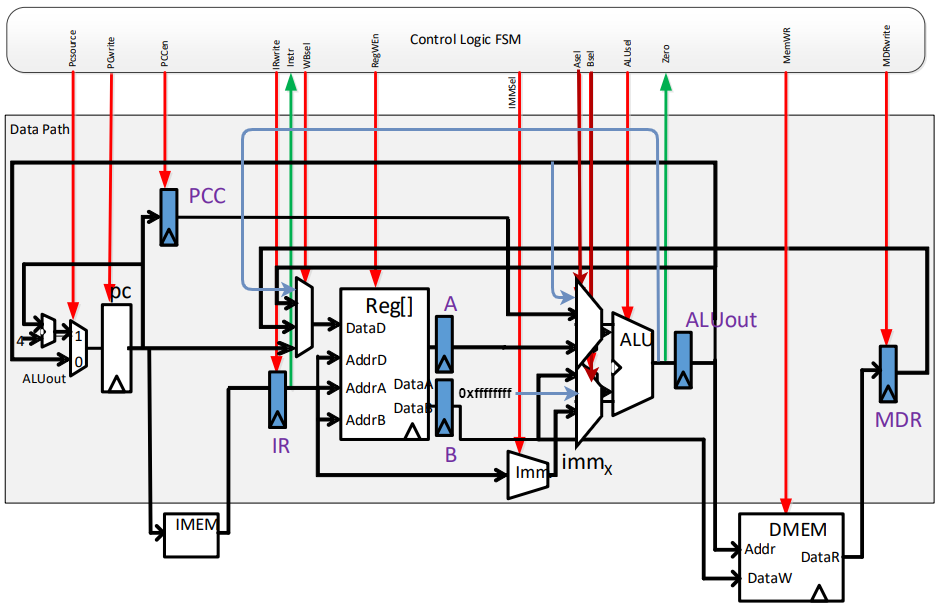 Control Logic FSM
Pcsource
PCwrite
PCCen
IRwrite
Instr
WBsel
RegWEn
IMMSel
Asel
Bsel
ALUsel
Zero
MemWR
MDRwrite
Data Path
PCC
pc
4
1
0
ALUout
IR
Reg[]
DataD
AddrD
AddrA
AddrB
DataA
DataB
A
B
0xffffffff
Imm
imm
x
ALU
ALUout
MDR
IMEM
DMEM
Addr
DataR
DataW